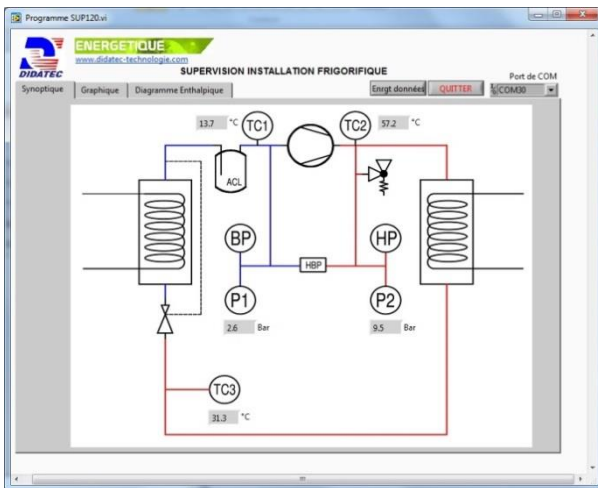 Programme SUP120.vi
ENERGETIQUE
www.didatec-technologie.com
DIDATEC
SUPERVISION INSTALLATION FRIGORIFIQUE
Port de COM
Synoptique Graphique Diagramme Enthalpique Enrgt données QUITTER COM30
13.7 °C TC1 TC2 57.2 °C
ACL
BP HP
HBP
P1 P2
2.6 Bar 9.5 Bar
TC3
31.3 °C